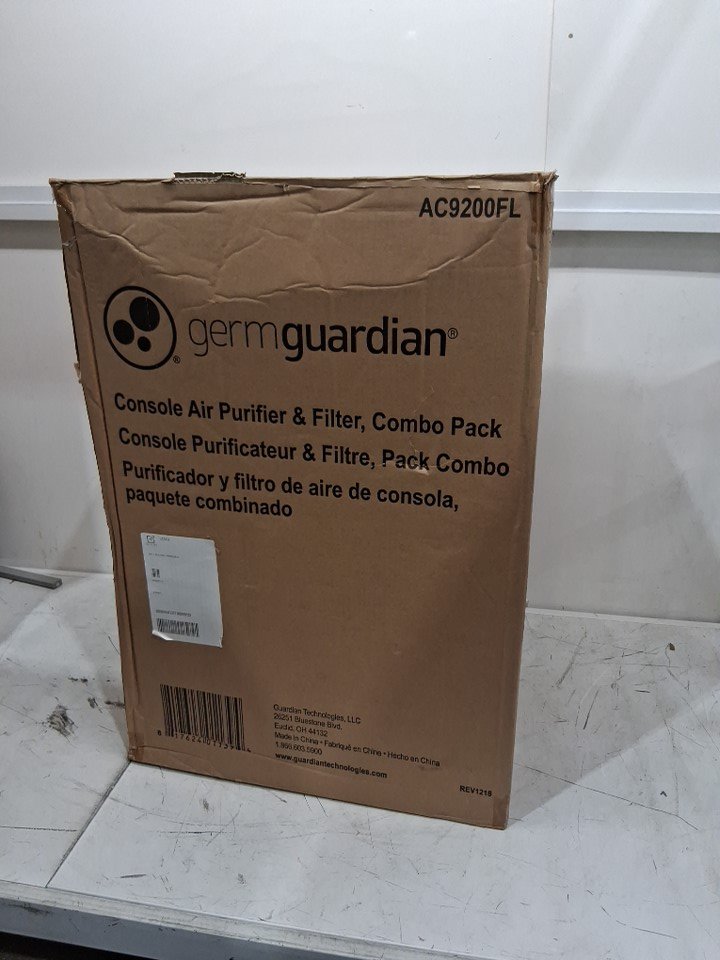 AC9200FL
germguardian®
®
Console Air Purifier & Filter, Combo Pack
Console Purificateur & Filtre, Pack Combo
Purificador y filtro de aire de consola,
paquete combinado
Guardian Technologies, LLC
26251 Bluestone Blvd.
Euclid, OH 44132
Made in China • Fabriqué en Chine • Hecho en China
1.866.603.5900
www.guardiantechnologies.com
REV1218